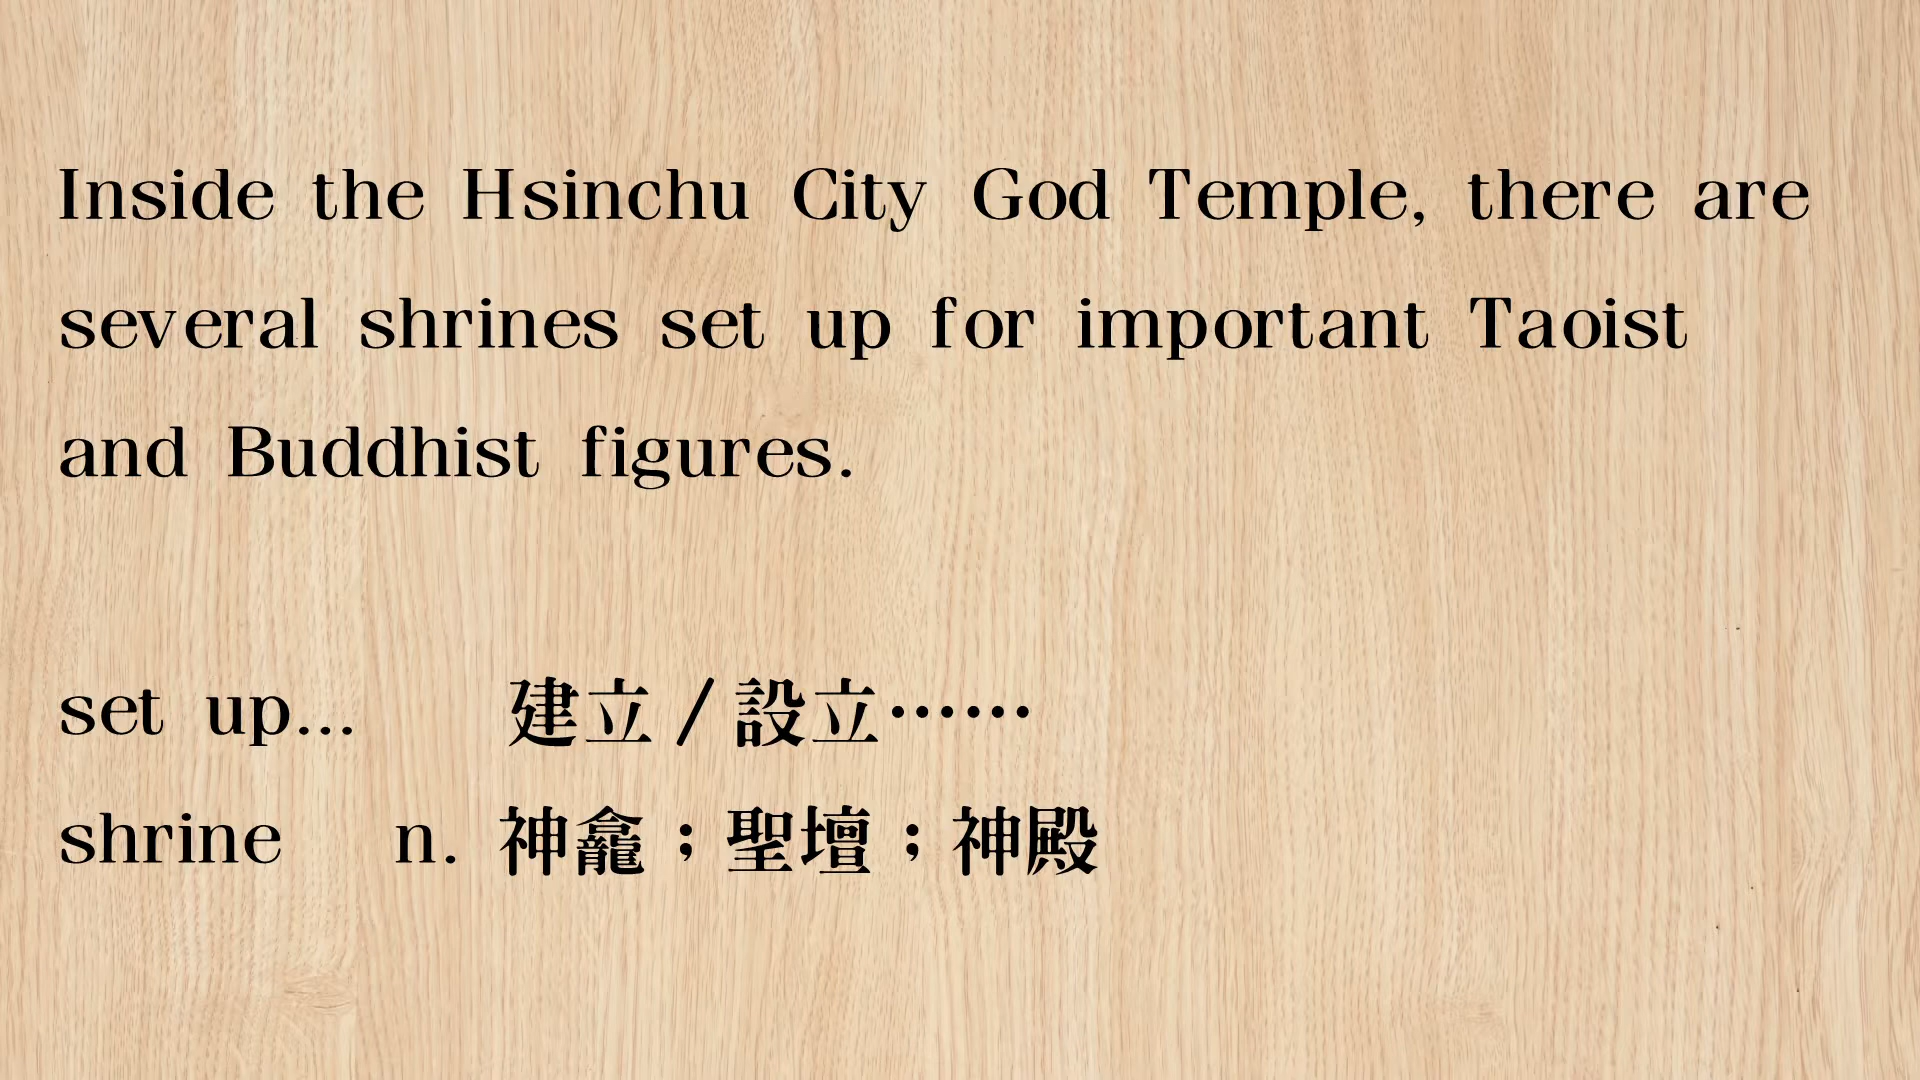 Inside the Hsinchu City God Temple, there are
several shrines set up for important Taoist
and Buddhist figures.
set up... 建立／設立……
shrine n. 神龕；聖壇；神殿